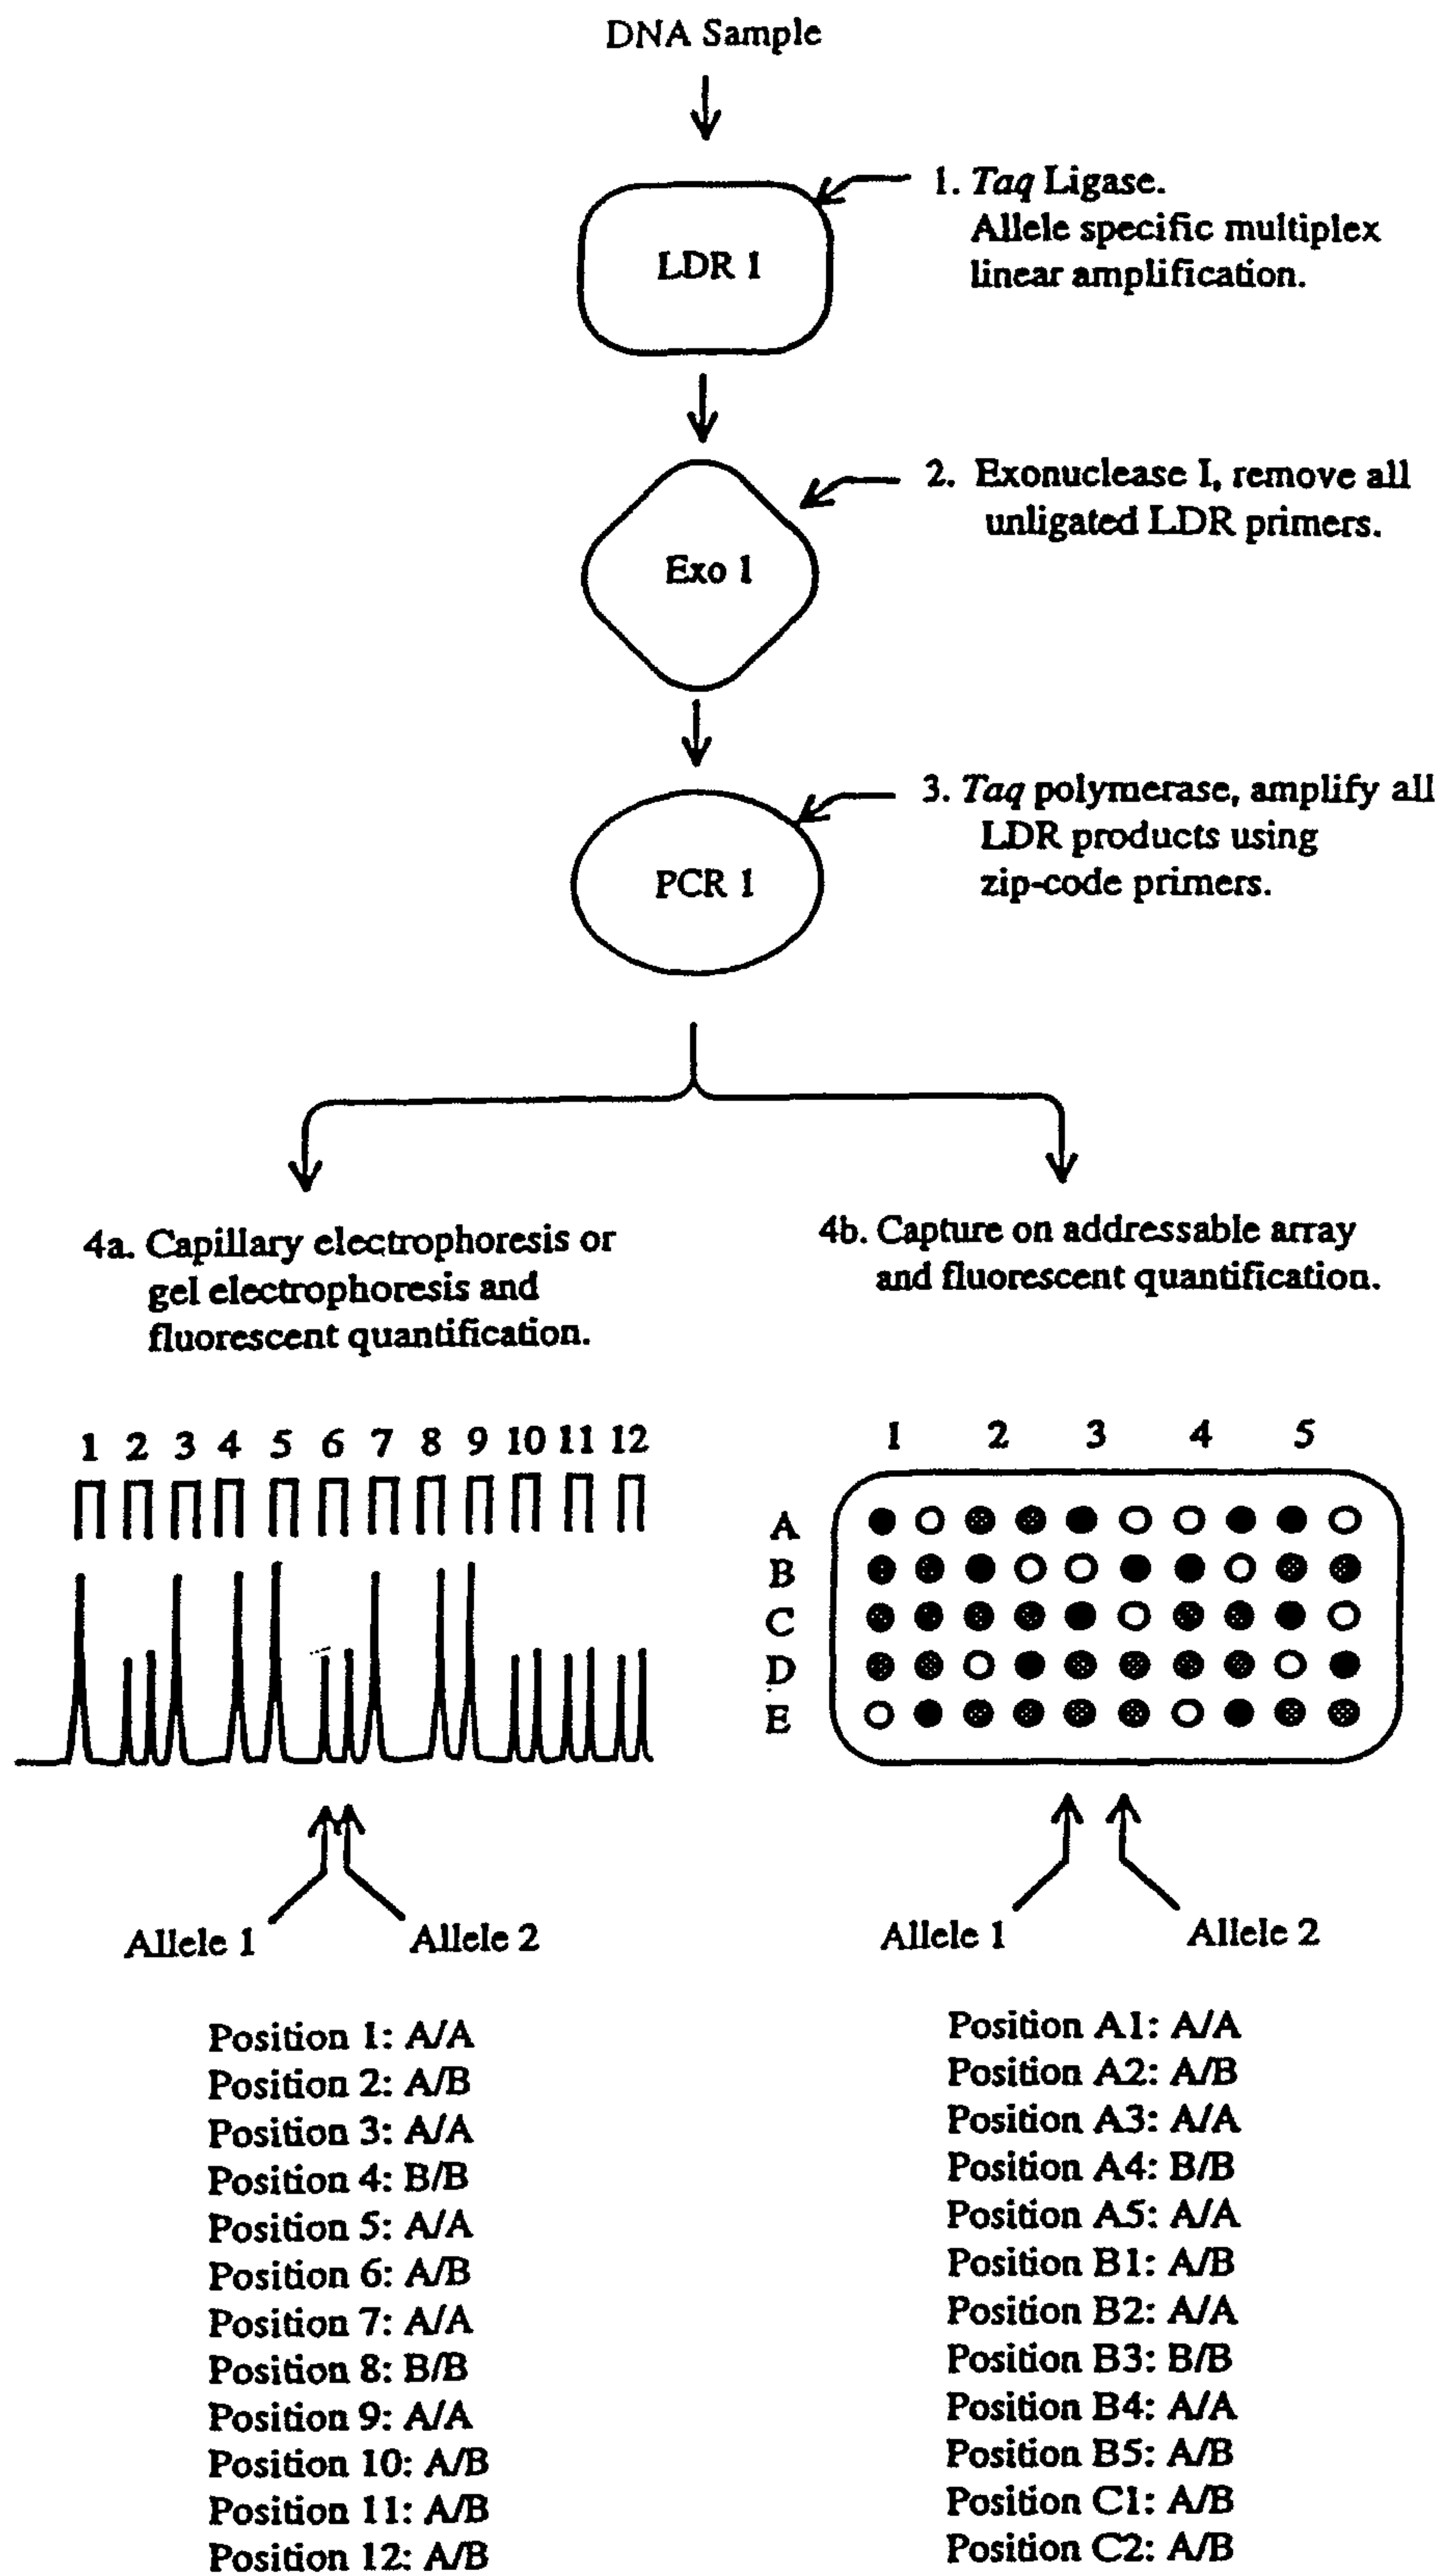 DNA Sample
1. Taq Ligase.
Allele specific multiplex
linear amplification.
LDR 1
2. Exonuclease I, remove all
unligated LDR primers.
Exo 1
3. Taq polymerase, amplify all
LDR products using
zip-code primers.
PCR 1
4a. Capillary electrophoresis or
gel electrophoresis and
fluorescent quantification.
1 2 3 4 5 6 7 8 9 10 11 12
Allele 1
Allele 2
Position 1: A/A
Position 2: A/B
Position 3: A/A
Position 4: B/B
Position 5: A/A
Position 6: A/B
Position 7: A/A
Position 8: B/B
Position 9: A/A
Position 10: A/B
Position 11: A/B
Position 12: A/B
4b. Capture on addressable array
and fluorescent quantification.
1 2 3 4 5
A
B
C
D
E
Allele 1
Allele 2
Position A1: A/A
Position A2: A/B
Position A3: A/A
Position A4: B/B
Position A5: A/A
Position B1: A/B
Position B2: A/A
Position B3: B/B
Position B4: A/A
Position B5: A/B
Position C1: A/B
Position C2: A/B